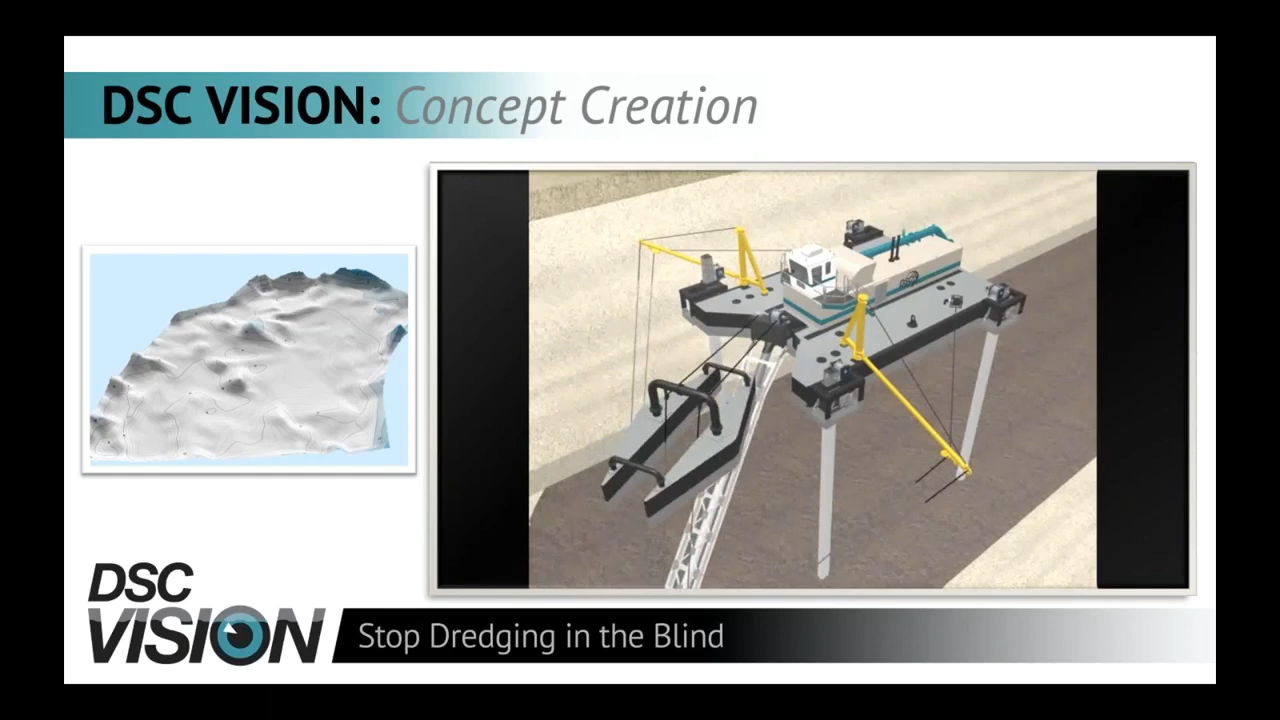 DSC VISION: Concept Creation
DSC
VISION
Stop Dredging in the Blind